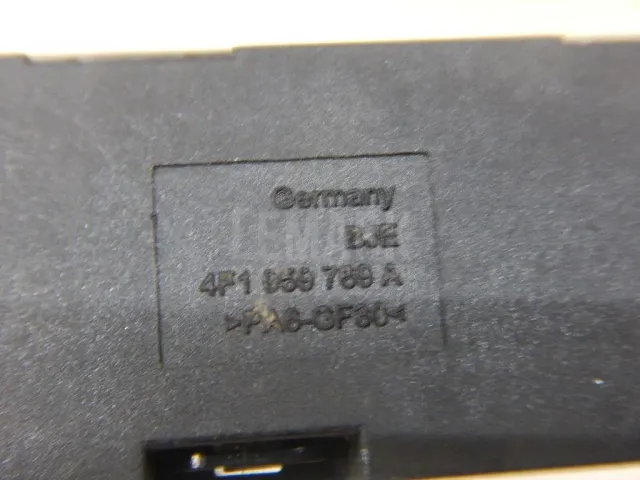 Germany
BJE
4F1 959 769 A
>PA6-GF30<